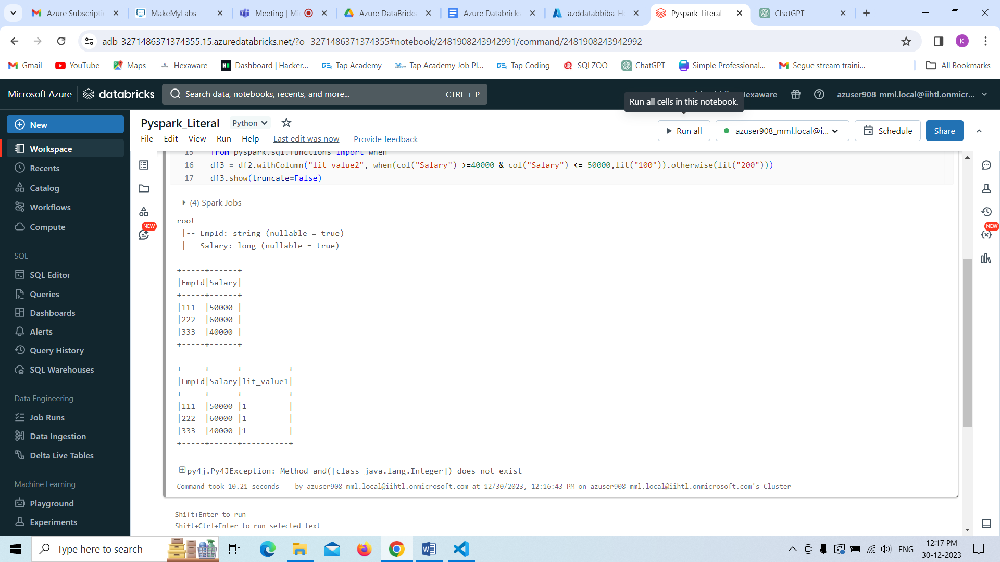 Azure Subscripti
MakeMyLabs
Meeting | Mi
Azure DataBricks
Azure Databricks
azddatabbiba_He
Pyspark_Literal -
ChatGPT
adb-3271486371374355.15.azuredatabricks.net/?o=3271486371374355#notebook/2481908243942991/command/2481908243942992
K
Gmail
YouTube
Maps
Hexaware
Dashboard | Hacker...
Tap Academy
Tap Academy Job Pl...
Tap Coding
SQLZOO
ChatGPT
Simple Professional...
Segue stream traini...
All Bookmarks
Microsoft Azure
databricks
Search data, notebooks, recents, and more...
CTRL + P
Run all cells in this notebook.
Hexaware
azuser908_mml.local@iihtl.onmicr...
New
Workspace
Recents
Catalog
Workflows
Compute
SQL
SQL Editor
Queries
Dashboards
Alerts
Query History
SQL Warehouses
Data Engineering
Job Runs
Data Ingestion
Delta Live Tables
Machine Learning
Playground
Experiments
Pyspark_Literal
Python
File
Edit
View
Run
Help
Last edit was now
Provide feedback
Run all
azuser908_mml.local@i...
Schedule
Share
NEW
NEW
15 from pyspark.sql.functions import when
16 df3 = df2.withColumn("lit_value2", when(col("Salary") >=40000 & col("Salary") <= 50000,lit("100")).otherwise(lit("200")))
17 df3.show(truncate=False)
(4) Spark Jobs
root
 |-- EmpId: string (nullable = true)
 |-- Salary: long (nullable = true)
+-----+------+
|EmpId|Salary|
+-----+------+
|111  |50000 |
|222  |60000 |
|333  |40000 |
+-----+------+
+-----+------+----------+
|EmpId|Salary|lit_value1|
+-----+------+----------+
|111  |50000 |1         |
|222  |60000 |1         |
|333  |40000 |1         |
+-----+------+----------+
py4j.Py4JException: Method and([class java.lang.Integer]) does not exist
Command took 10.21 seconds -- by azuser908_mml.local@iihtl.onmicrosoft.com at 12/30/2023, 12:16:43 PM on azuser908_mml.local@iihtl.onmicrosoft.com's Cluster
Shift+Enter to run
Shift+Ctrl+Enter to run selected text
Type here to search
ENG
12:17 PM
30-12-2023